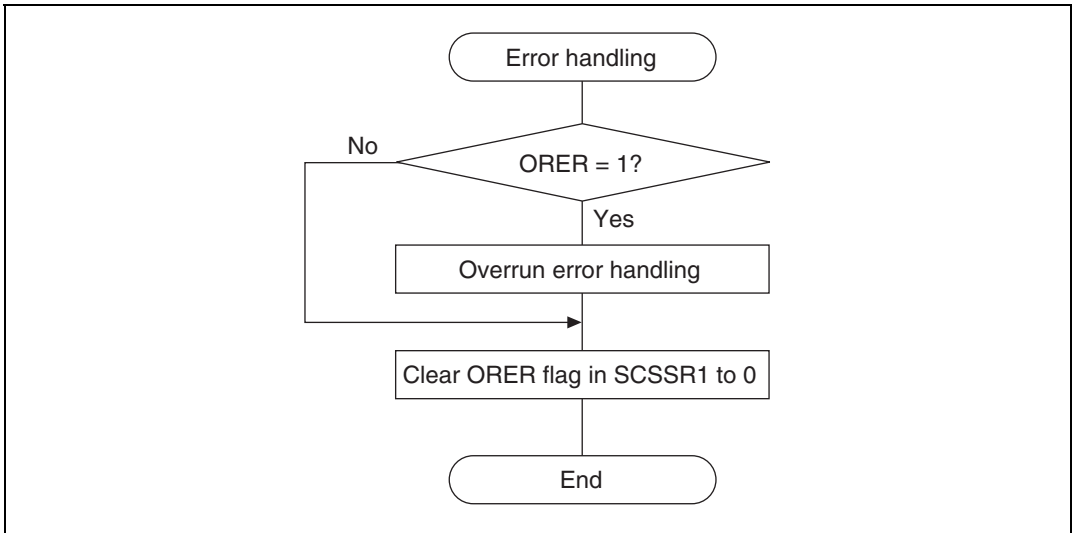 Error handling
No
ORER = 1?
Yes
Overrun error handling
Clear ORER flag in SCSSR1 to 0
End